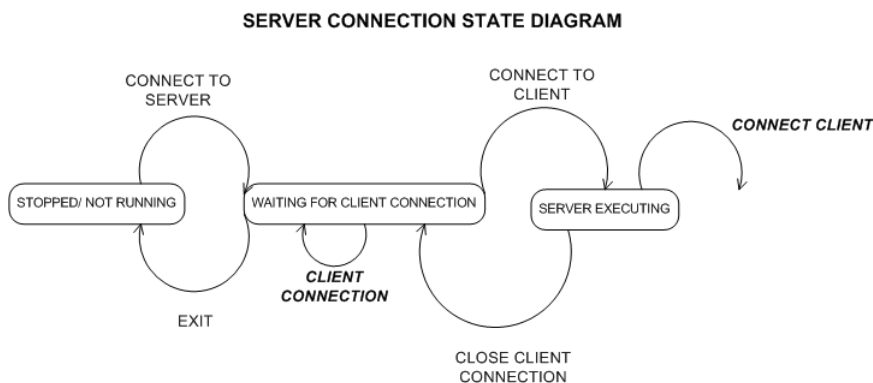 SERVER CONNECTION STATE DIAGRAM
CONNECT TO
SERVER
CONNECT TO
CLIENT
CONNECT CLIENT
STOPPED/ NOT RUNNING
WAITING FOR CLIENT CONNECTION
SERVER EXECUTING
CLIENT
CONNECTION
EXIT
CLOSE CLIENT
CONNECTION